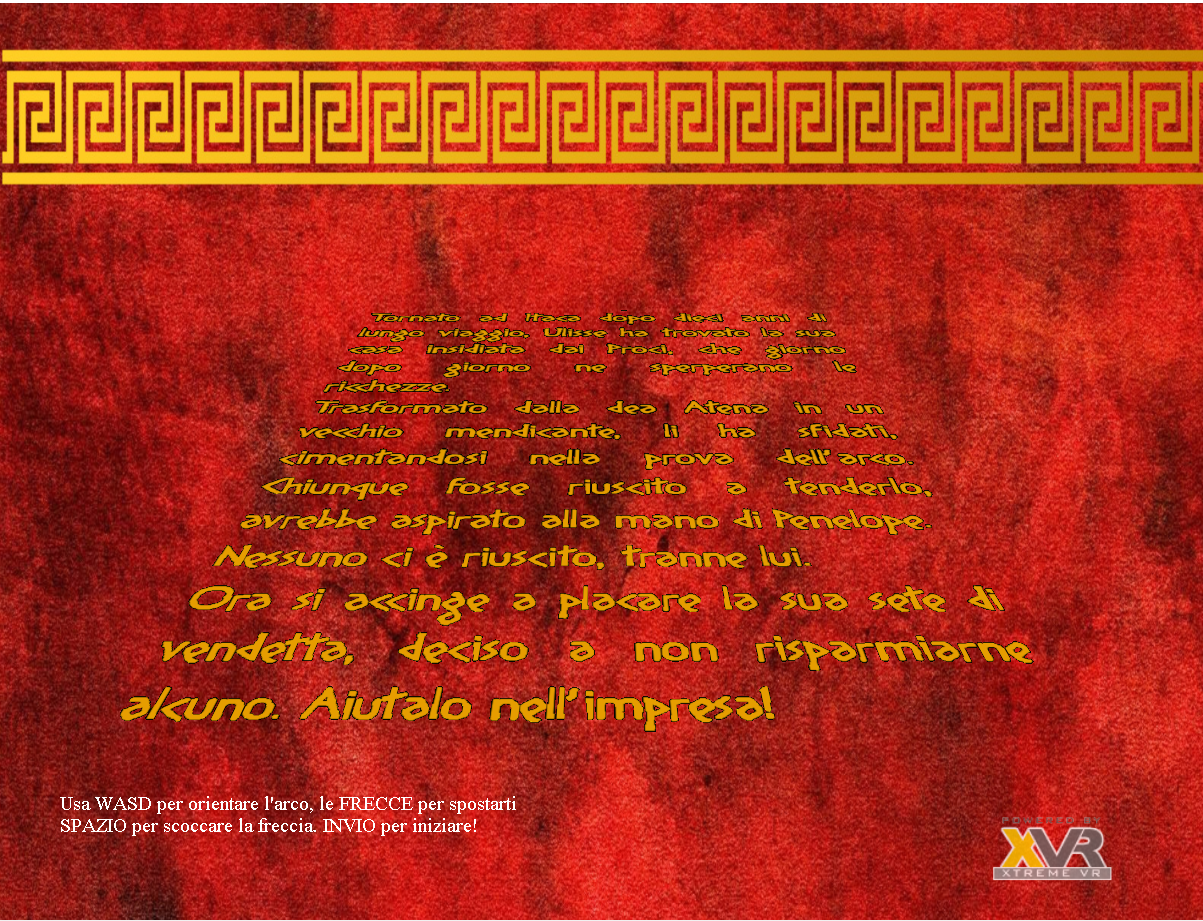 Tornato ad Itaca dopo dieci anni di
lungo viaggio, Ulisse ha trovato la sua
casa insidiata dai Proci, che giorno
dopo giorno ne sperperano le
ricchezze.
Trasformato dalla dea Atena in un
vecchio mendicante, li ha sfidati,
cimentandosi nella prova dell'arco.
Chiunque fosse riuscito a tenderlo,
avrebbe aspirato alla mano di Penelope.
Nessuno ci è riuscito, tranne lui.
Ora si accinge a placare la sua sete di
vendetta, deciso a non risparmiarne
alcuno. Aiutalo nell'impresa!
Usa WASD per orientare l'arco, le FRECCE per spostarti
SPAZIO per scoccare la freccia. INVIO per iniziare!
POWERED BY
XVR
XTREME VR